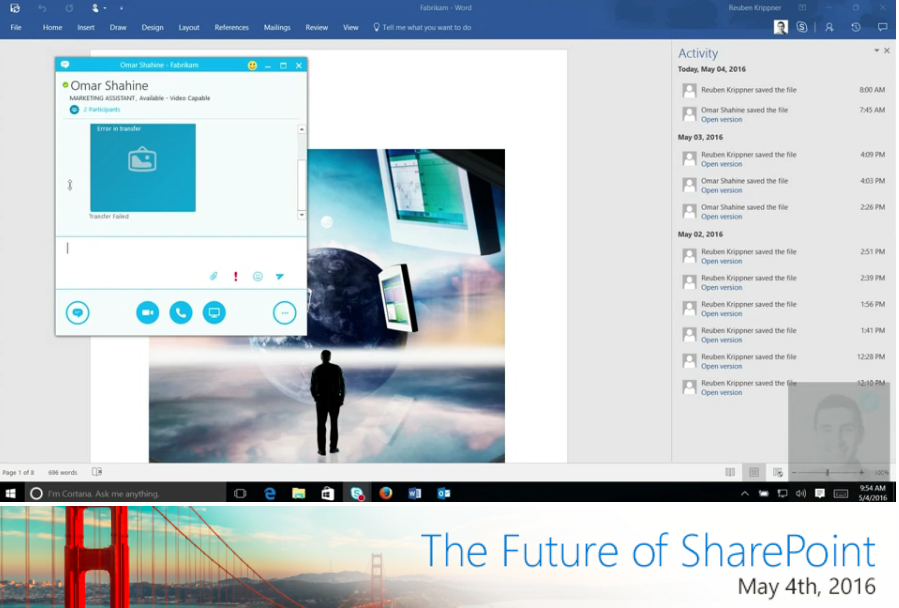 Fabrikam - Word
Reuben Krippner
File Home Insert Draw Design Layout References Mailings Review View Tell me what you want to do
Omar Shahine - Fabrikam
Omar Shahine
MARKETING ASSISTANT, Available - Video Capable
2 Participants
Error in transfer
Transfer Failed
Activity
Today, May 04, 2016
Reuben Krippner saved the file 8:00 AM
Omar Shahine saved the file 7:45 AM
Open version
May 03, 2016
Reuben Krippner saved the file 4:09 PM
Open version
Omar Shahine saved the file 4:03 PM
Open version
Omar Shahine saved the file 2:26 PM
Open version
May 02, 2016
Reuben Krippner saved the file 2:51 PM
Open version
Reuben Krippner saved the file 2:39 PM
Open version
Reuben Krippner saved the file 1:56 PM
Open version
Reuben Krippner saved the file 1:41 PM
Open version
Reuben Krippner saved the file 12:28 PM
Open version
Reuben Krippner saved the file 12:10 PM
Open version
Page 1 of 8 696 words 100%
I'm Cortana. Ask me anything.
9:54 AM
5/4/2016
The Future of SharePoint
May 4th, 2016